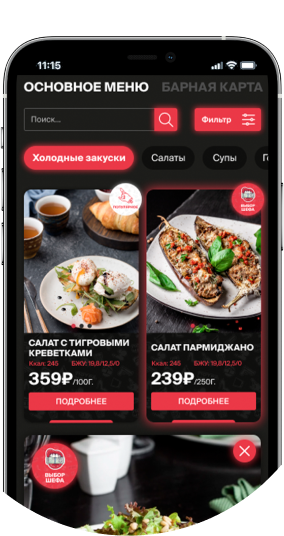 11:15
ОСНОВНОЕ МЕНЮ БАРНАЯ КАРТА
Поиск...
Фильтр
Холодные закуски Салаты Супы
ВЫБОР
ШЕФА
САЛАТ С ТИГРОВЫМИ
КРЕВЕТКАМИ
Ккал: 245 БЖУ: 19,8/12,5/0
359₽/100Г.
ПОДРОБНЕЕ
САЛАТ ПАРМИДЖАНО
Ккал: 245 БЖУ: 19,8/12,5/0
239₽/250Г.
ПОДРОБНЕЕ
ВЫБОР
ШЕФА